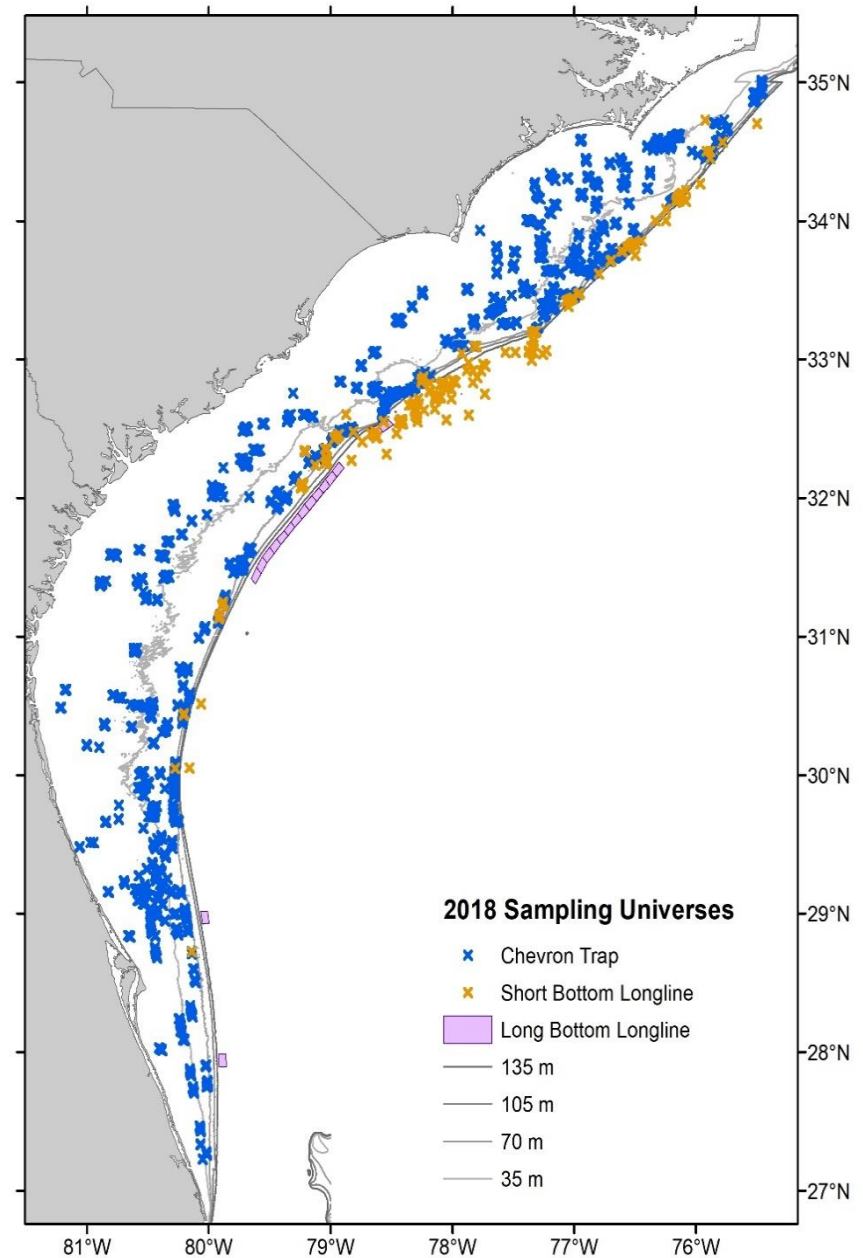 35°N
34°N
33°N
32°N
31°N
30°N
29°N
28°N
27°N
2018 Sampling Universes
Chevron Trap
Short Bottom Longline
Long Bottom Longline
135 m
105 m
70 m
35 m
81°W 80°W 79°W 78°W 77°W 76°W